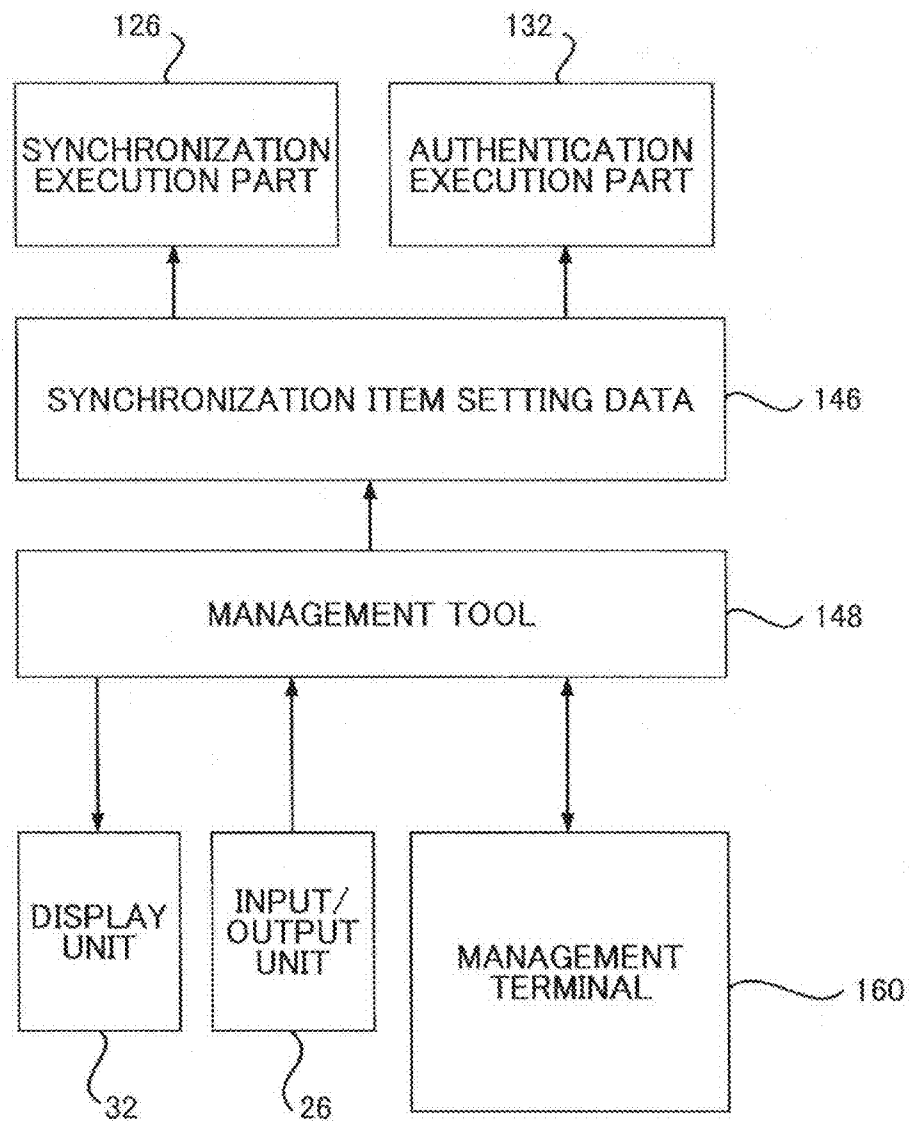 126
132
SYNCHRONIZATION
EXECUTION PART
AUTHENTICATION
EXECUTION PART
SYNCHRONIZATION ITEM SETTING DATA
146
MANAGEMENT TOOL
148
DISPLAY
UNIT
INPUT/
OUTPUT
UNIT
MANAGEMENT
TERMINAL
160
32
26